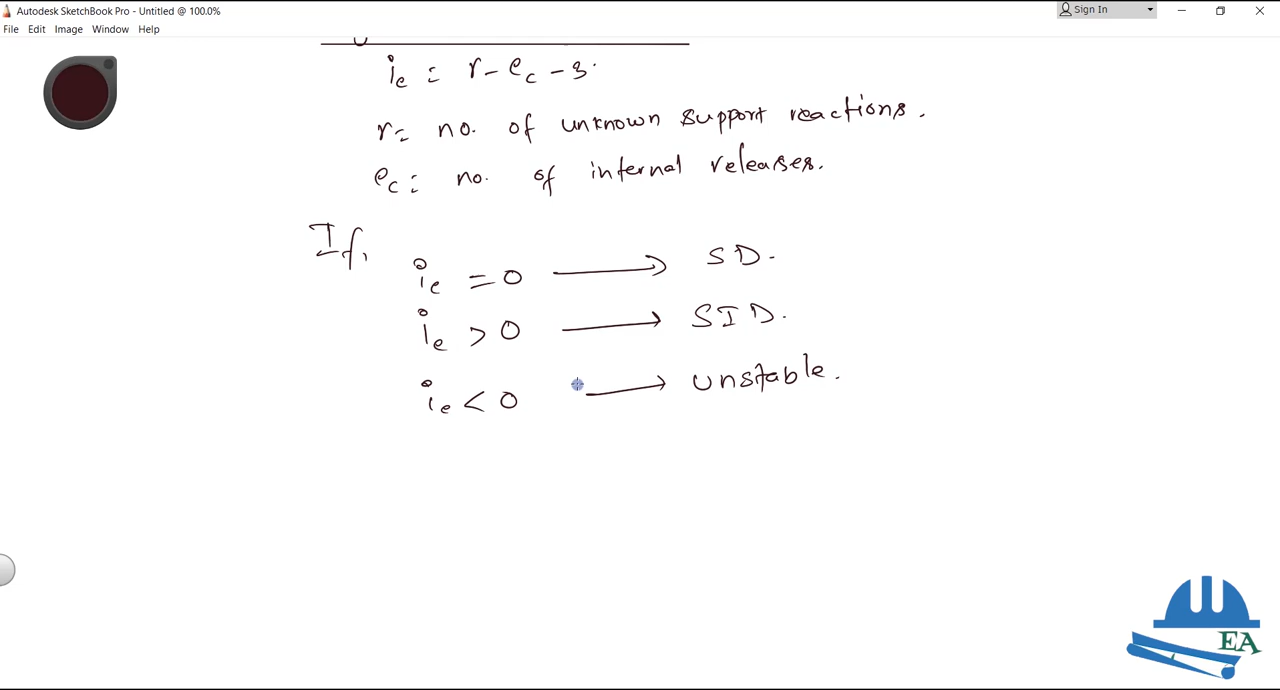 Autodesk SketchBook Pro - Untitled @ 100.0%
Sign In
File Edit Image Window Help
ie = r - ec - 3.
r = no. of unknown support reactions.
ec = no. of internal releases.
If,
ie = 0 → SD.
ie > 0 → SID.
ie < 0 → unstable.
EA